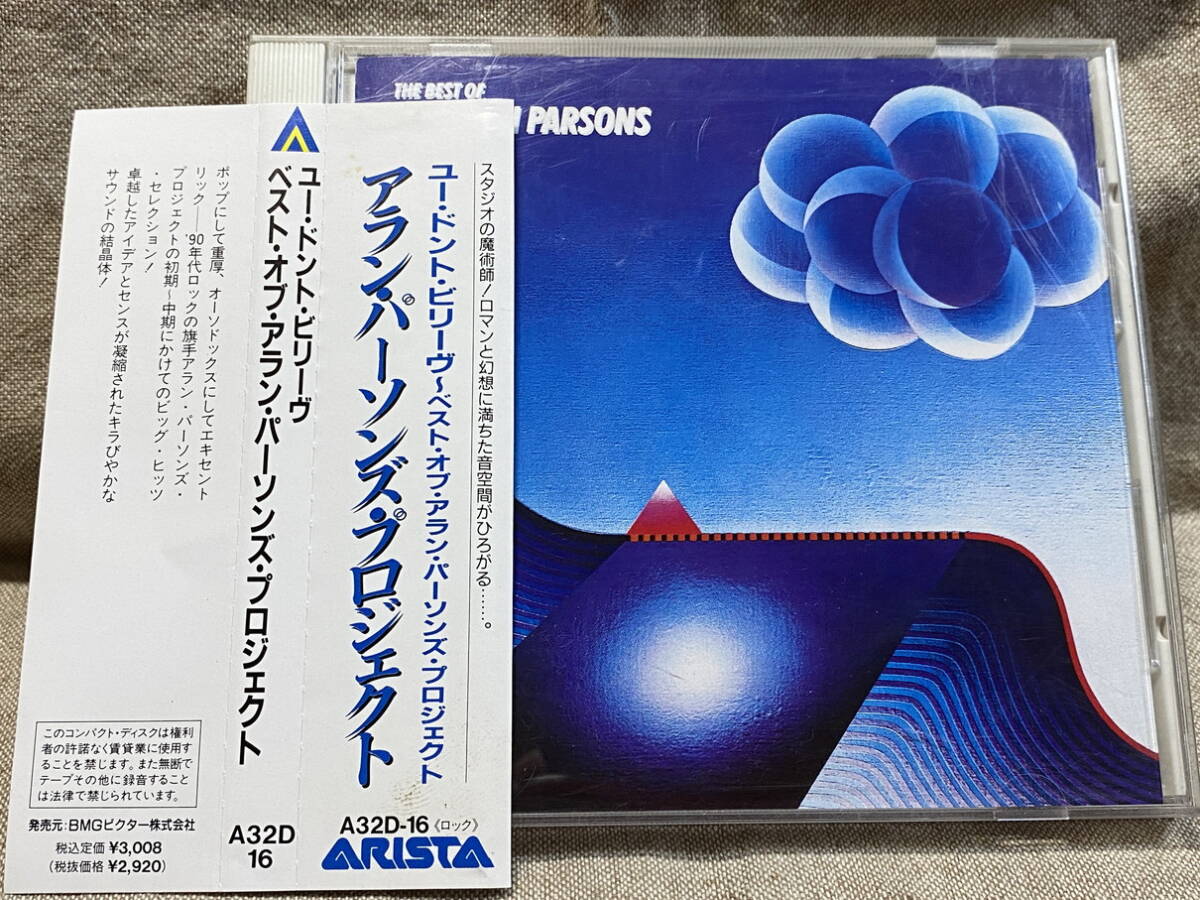 THE BEST OF
PARSONS
スタジオの魔術師!ロマンと幻想に満ちた音空間がひろがる……。
ユー・ドント・ビリーヴ〜ベスト・オブ・アラン・パーソンズ・プロジェクト
アラン・パーソンズ・プロジェクト
A32D-16《ロック》
ARISTA
ユー・ドント・ビリーヴ
ベスト・オブ・アラン・パーソンズ・プロジェクト
A32D
16
ポップにして重厚、オーソドックスにしてエキセント
リック——'90年代ロックの旗手アラン・パーソンズ・
プロジェクトの初期〜中期にかけてのビッグ・ヒッツ
・セレクション!
卓越したアイデアとセンスが凝縮されたキラびやかな
サウンドの結晶体!
このコンパクト・ディスクは権利
者の許諾なく賃貸業に使用す
ることを禁じます。また無断で
テープその他に録音すること
は法律で禁じられています。
発売元:BMGビクター株式会社
税込定価 ¥3,008
(税抜価格 ¥2,920)